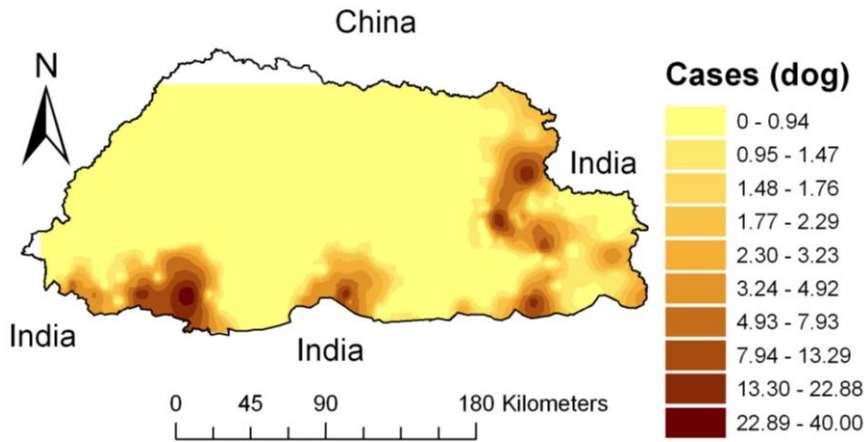 China
N
Cases (dog)
0 - 0.94
India
0.95 - 1.47
1.48 - 1.76
1.77 - 2.29
2.30 - 3.23
3.24 - 4.92
4.93 - 7.93
7.94 - 13.29
13.30 - 22.88
22.89 - 40.00
India
India
0 45 90 180 Kilometers